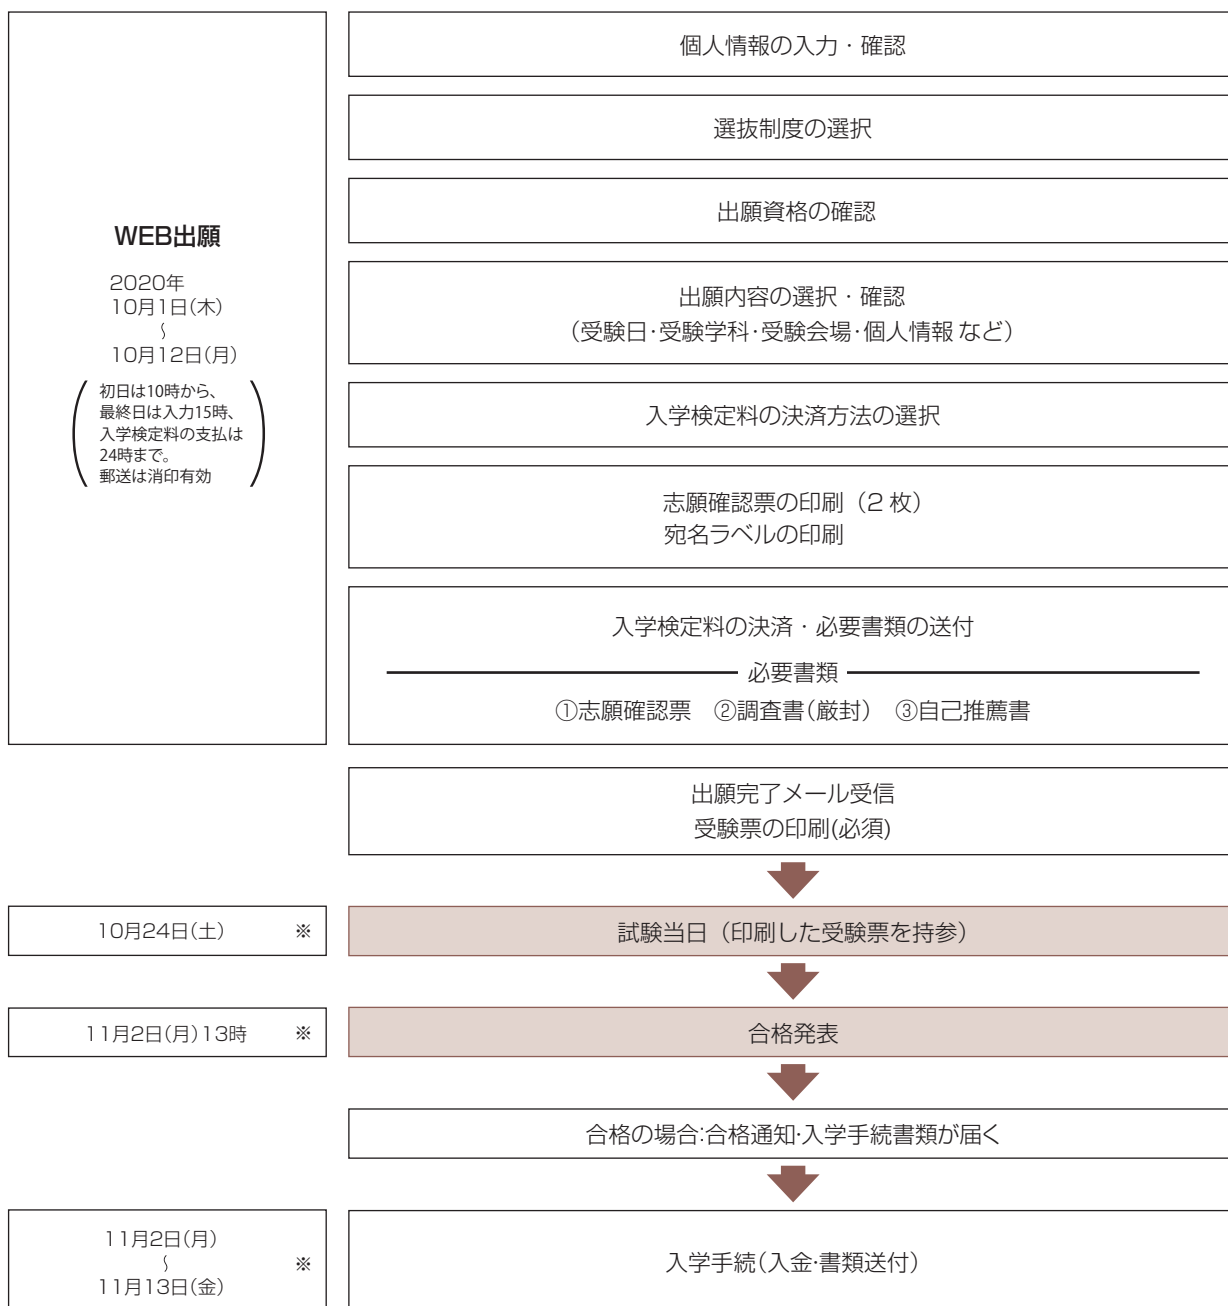 WEB出願
2020年
10月1日(木)
〜
10月12日(月)
初日は10時から、
最終日は入力15時、
入学検定料の支払は
24時まで。
郵送は消印有効
個人情報の入力・確認
選抜制度の選択
出願資格の確認
出願内容の選択・確認
（受験日・受験学科・受験会場・個人情報 など）
入学検定料の決済方法の選択
志願確認票の印刷（2 枚）
宛名ラベルの印刷
入学検定料の決済・必要書類の送付
必要書類
①志願確認票　②調査書（厳封）　③自己推薦書
出願完了メール受信
受験票の印刷(必須)
10月24日(土)　※
試験当日（印刷した受験票を持参）
11月2日(月)13時　※
合格発表
合格の場合:合格通知・入学手続書類が届く
11月2日(月)
〜
※
11月13日(金)
入学手続（入金・書類送付）